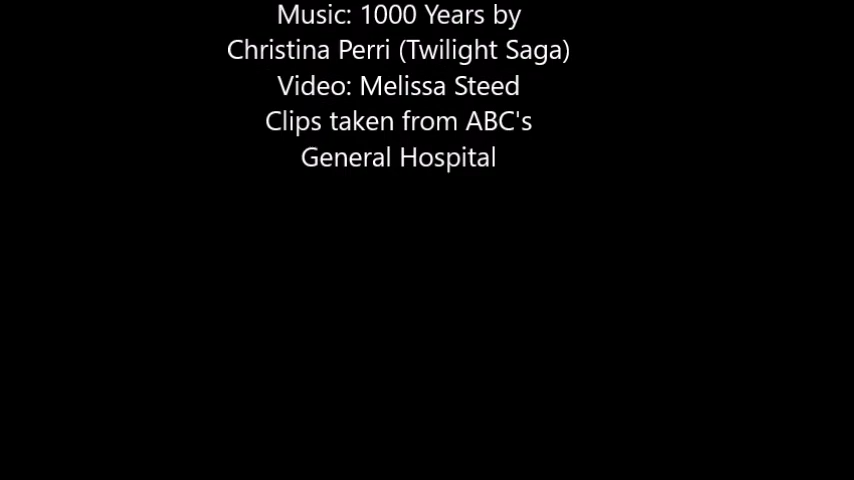 Music: 1000 Years by
Christina Perri (Twilight Saga)
Video: Melissa Steed
Clips taken from ABC's
General Hospital